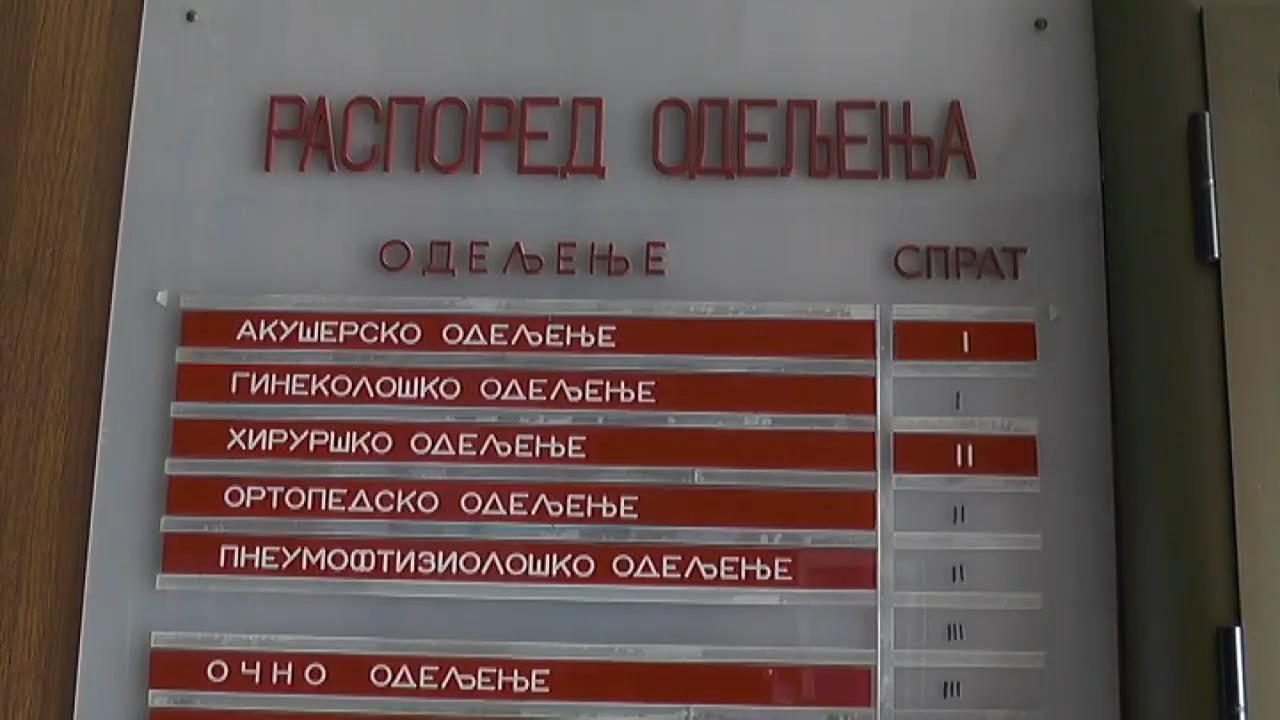 РАСПОРЕД ОДЕЉЕЊА
ОДЕЉЕЊЕ СПРАТ
АКУШЕРСКО ОДЕЉЕЊЕ I
ГИНЕКОЛОШКО ОДЕЉЕЊЕ I
ХИРУРШКО ОДЕЉЕЊЕ II
ОРТОПЕДСКО ОДЕЉЕЊЕ II
ПНЕУМОФТИЗИОЛОШКО ОДЕЉЕЊЕ II
III
ОЧНО ОДЕЉЕЊЕ III